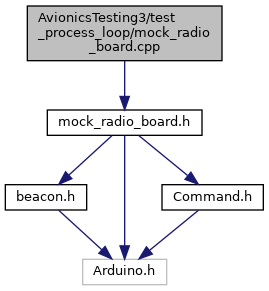 AvionicsTesting3/test
_process_loop/mock_radio
_board.cpp
mock_radio_board.h
beacon.h
Command.h
Arduino.h